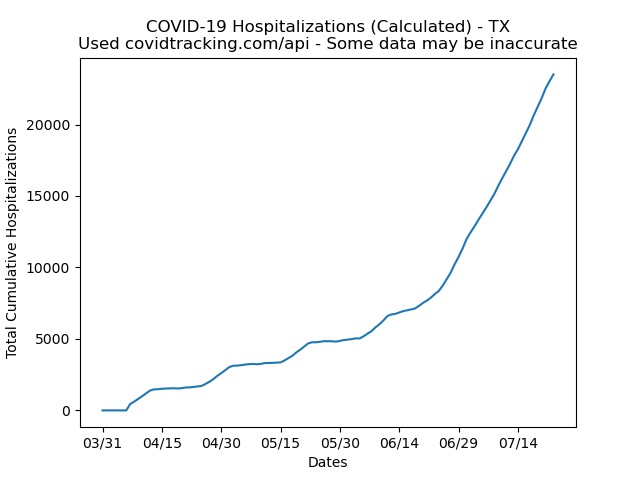 COVID-19 Hospitalizations (Calculated) - TX
Used covidtracking.com/api - Some data may be inaccurate
Total Cumulative Hospitalizations
20000
15000
10000
5000
0
03/31 04/15 04/30 05/15 05/30 06/14 06/29 07/14
Dates